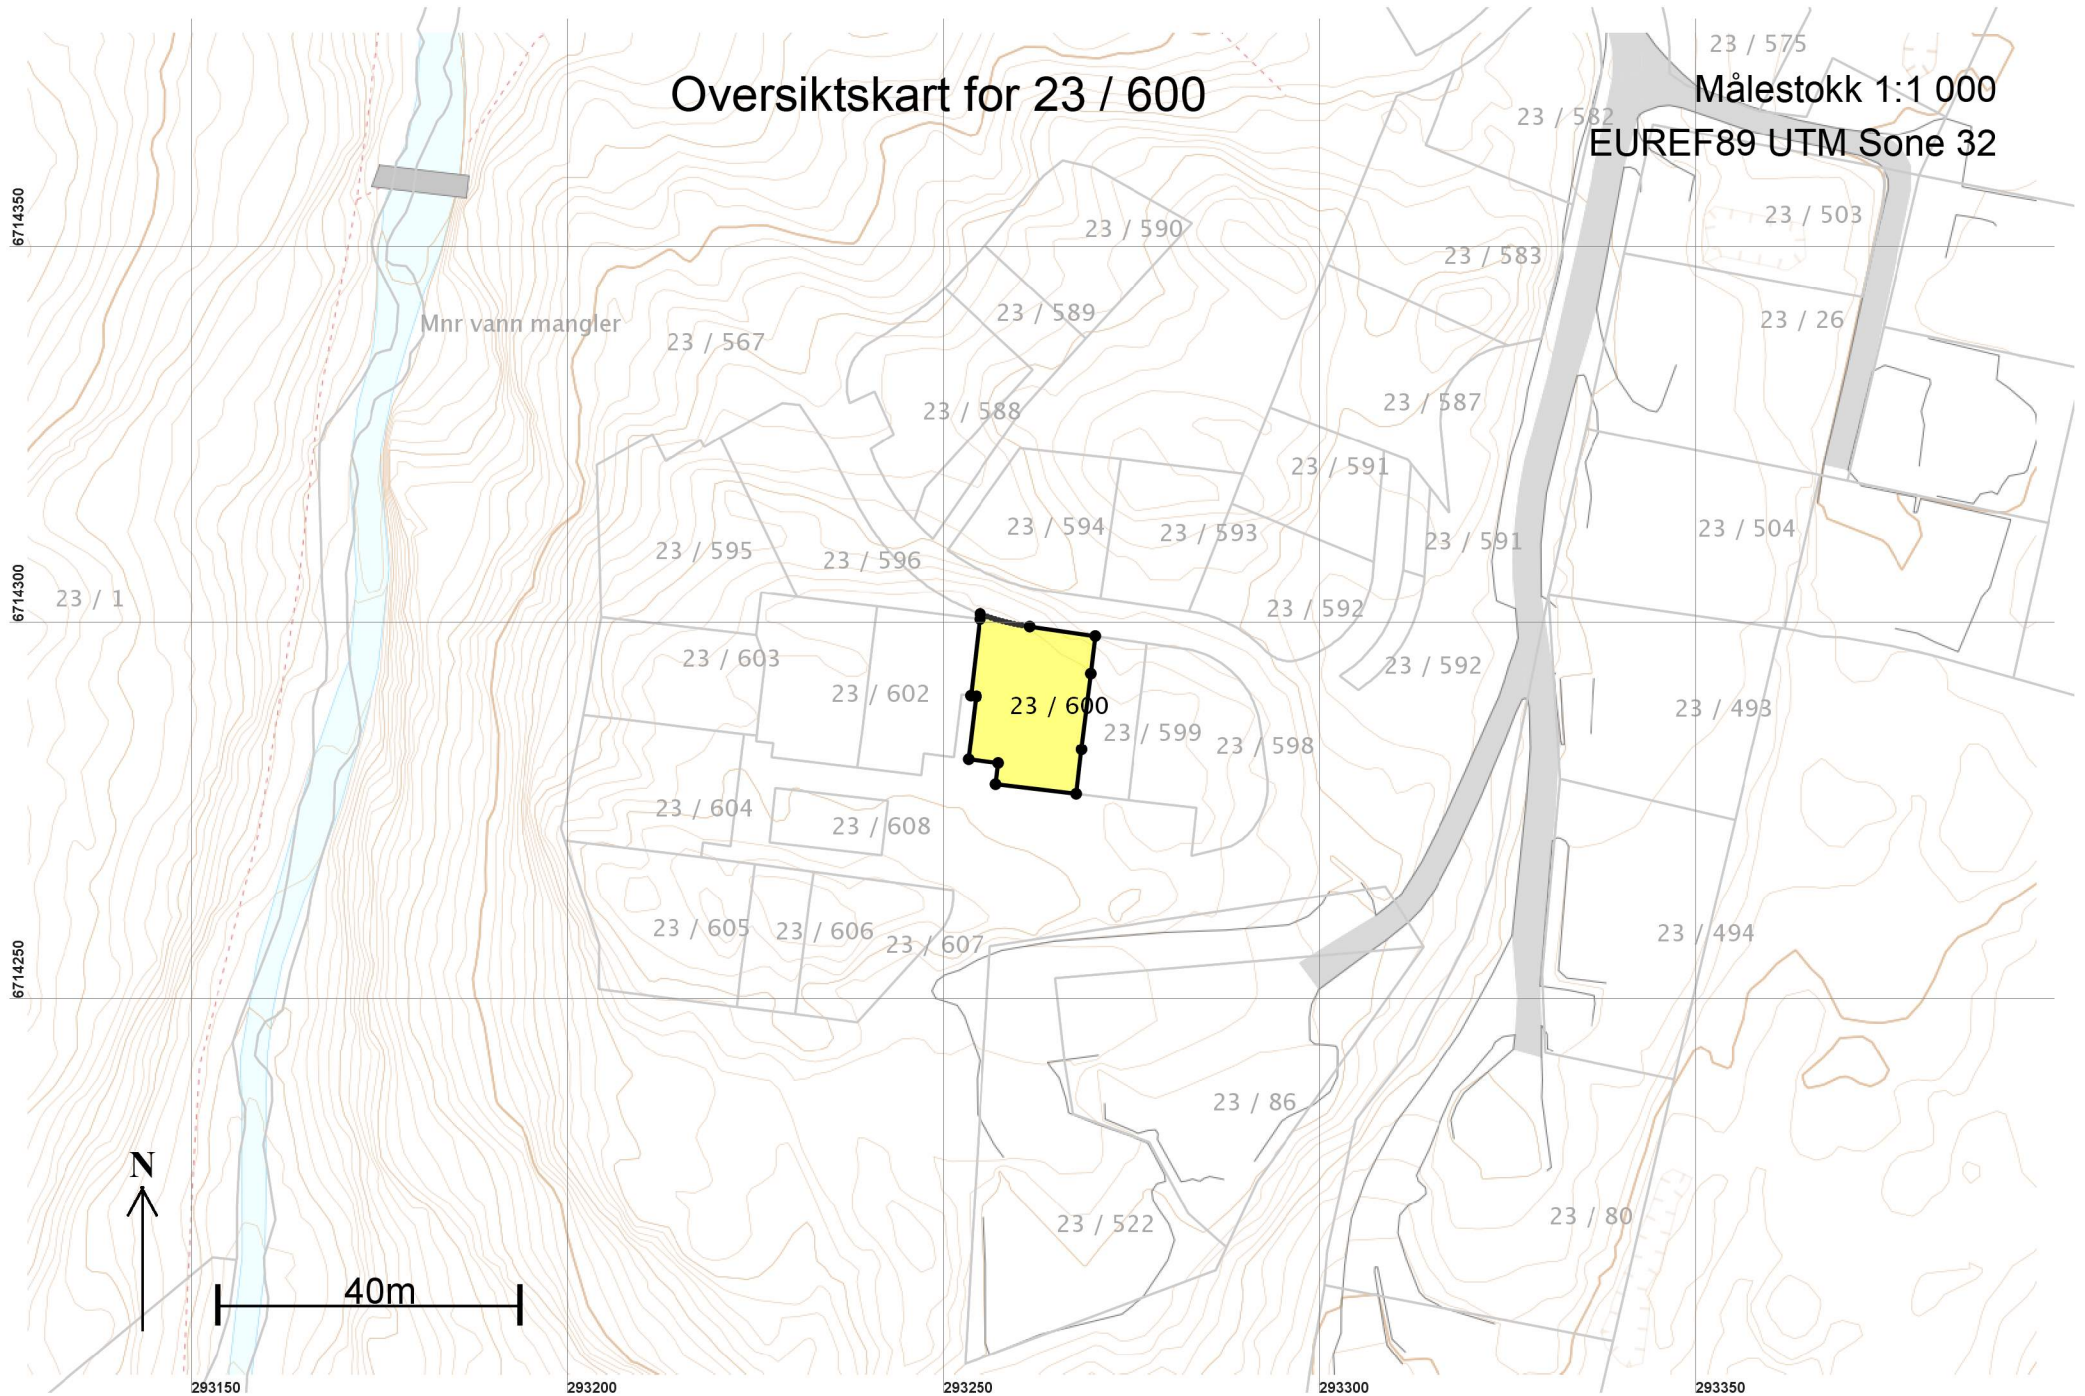 23 / 575
Oversiktskart for 23 / 600
Målestokk 1:1 000
23 / 582
EUREF89 UTM Sone 32
6714350
23 / 590
23 / 503
23 / 583
Mnr vann mangler
23 / 589
23 / 26
23 / 567
23 / 588
23 / 587
23 / 591
23 / 594
23 / 593
23 / 504
23 / 595
23 / 596
23 / 591
6714300
23 / 1
23 / 592
23 / 603
23 / 602
23 / 592
23 / 600
23 / 493
23 / 599
23 / 598
23 / 604
23 / 608
23 / 605
23 / 606
23 / 607
23 / 494
6714250
23 / 86
N
23 / 522
23 / 80
40m
293150
293200
293250
293300
293350